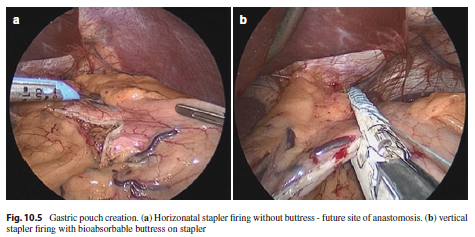 a
b
Fig. 10.5 Gastric pouch creation. (a) Horizonatal stapler firing without buttress - future site of anastomosis. (b) vertical
stapler firing with bioabsorbable buttress on stapler